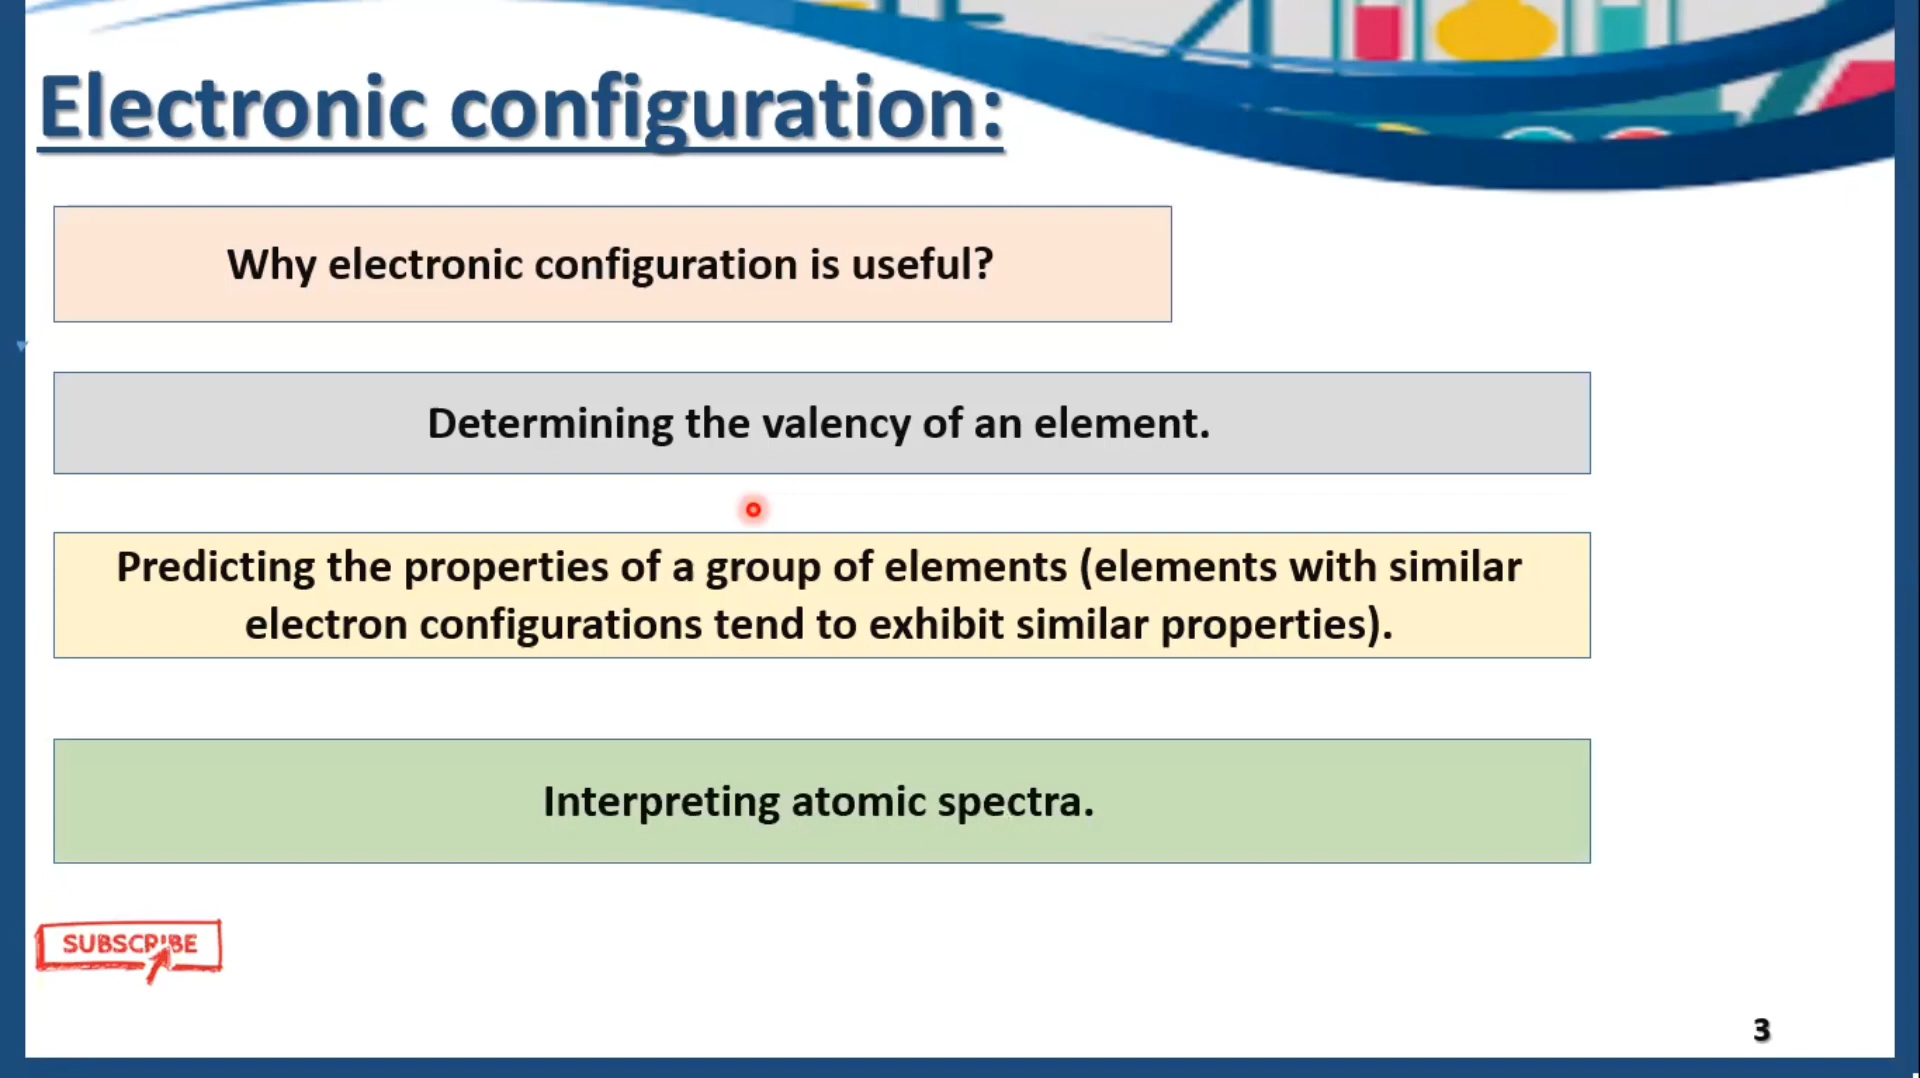 Electronic configuration:
Why electronic configuration is useful?
Determining the valency of an element.
Predicting the properties of a group of elements (elements with similar
electron configurations tend to exhibit similar properties).
Interpreting atomic spectra.
SUBSCRIBE
3